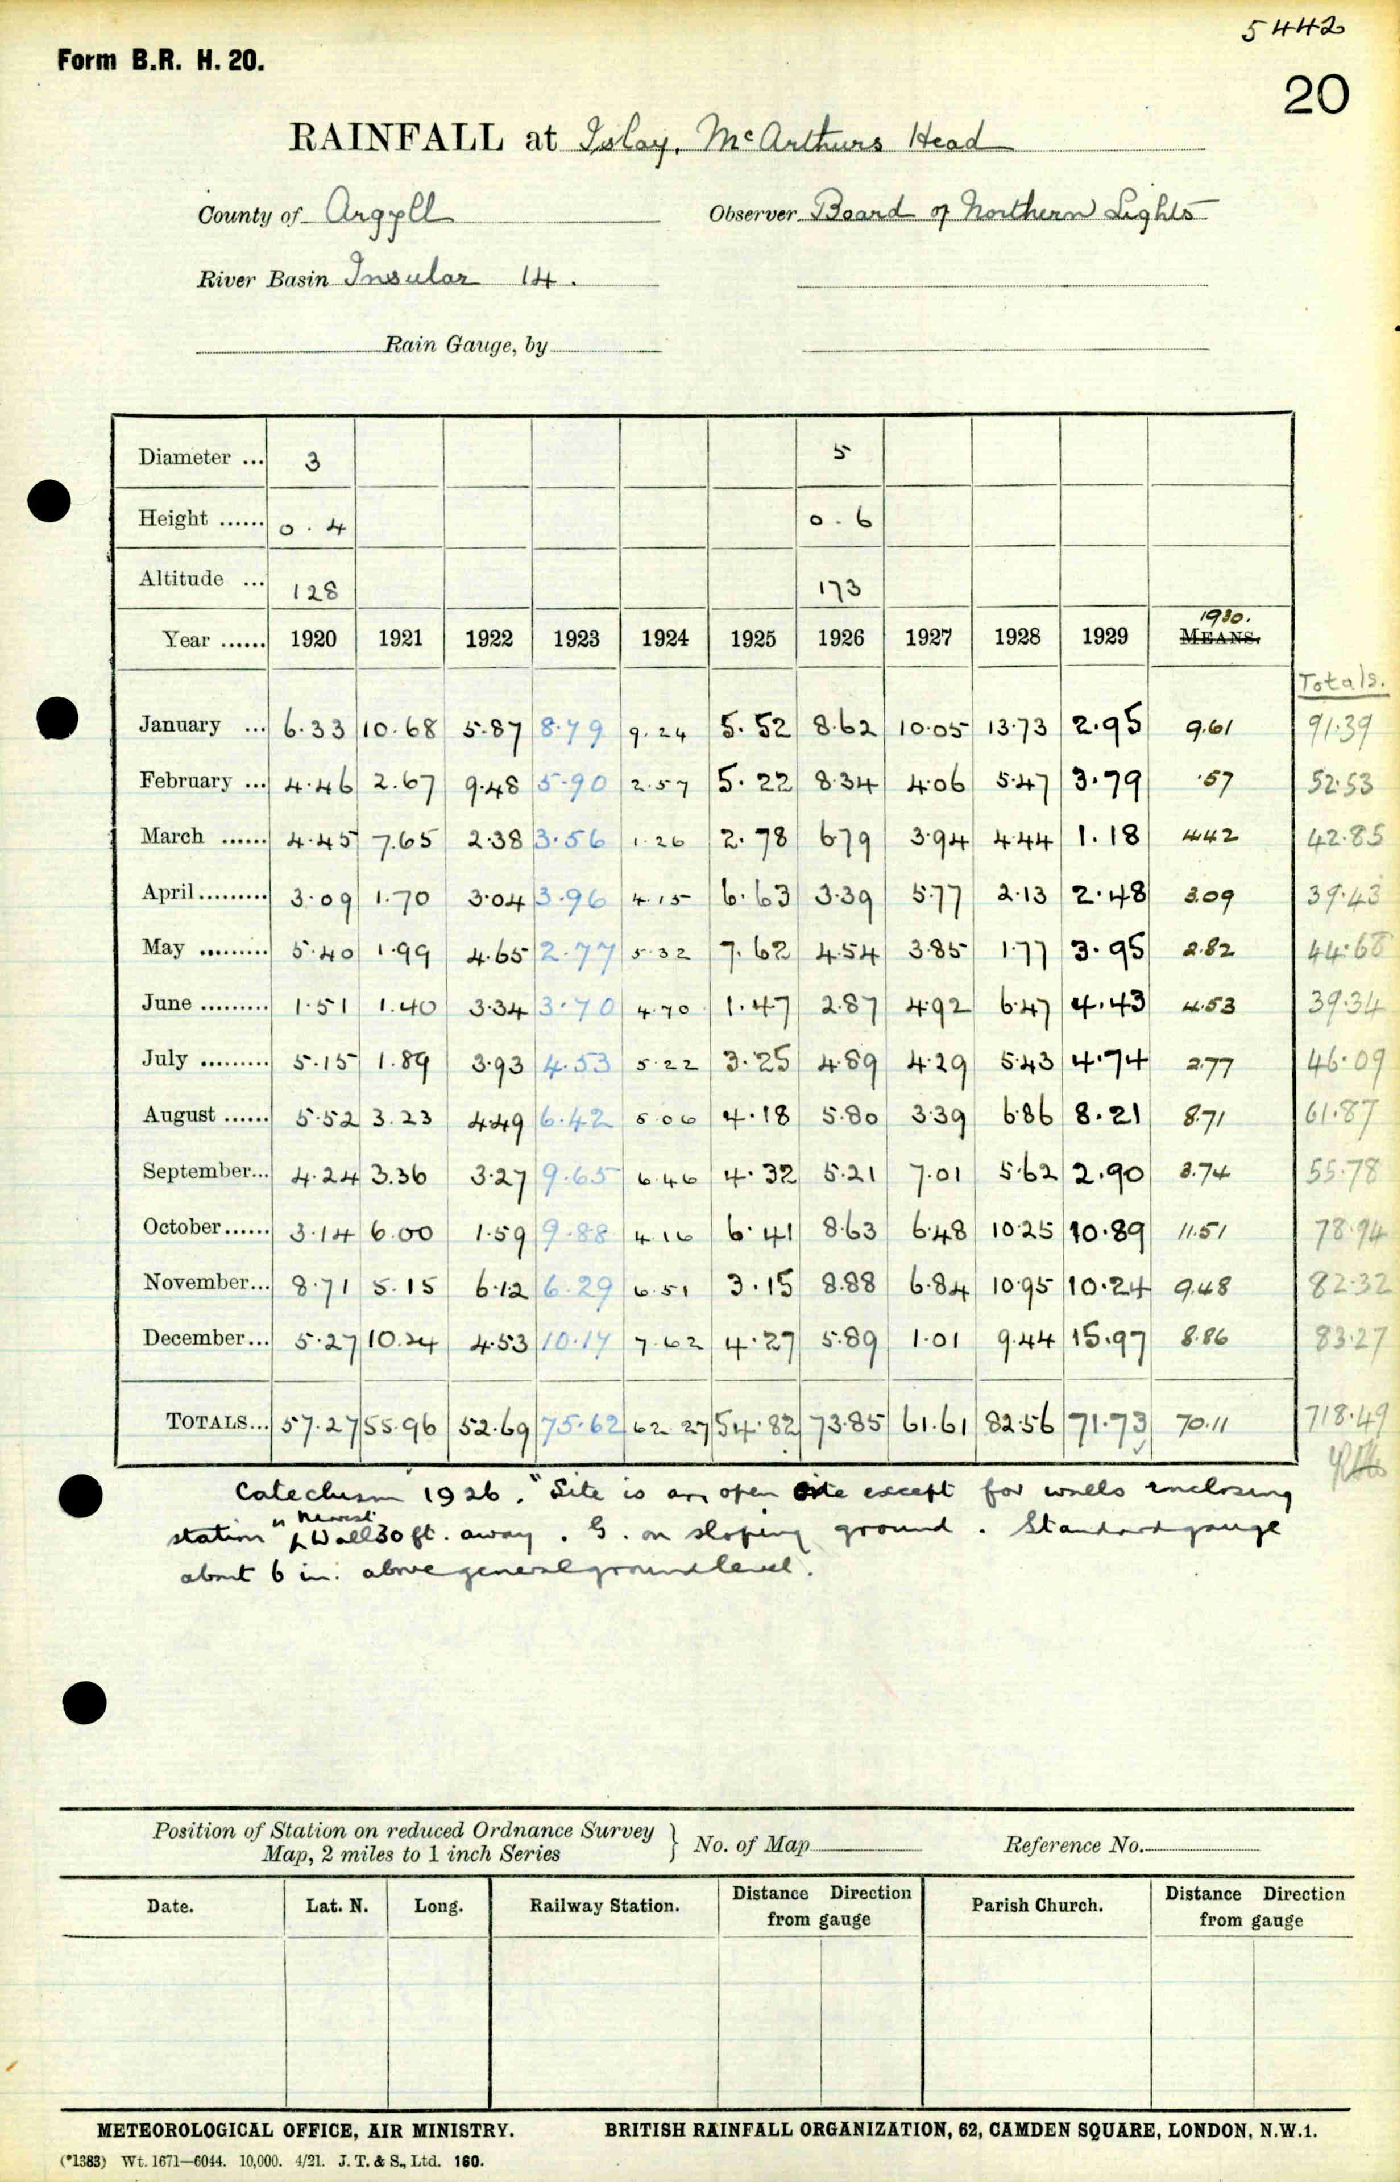 5442
Form B.R. H. 20.
20
RAINFALL at Islay, McArthurs Head
County of Argyll Observer Board of Northern Lights
River Basin Insular 14.
Rain Gauge, by
Diameter ... 3 5
Height ...... 0.4 0.6
Altitude ... 128 173
1930.
Year ...... 1920 1921 1922 1923 1924 1925 1926 1927 1928 1929 MEANS.
Totals.
January ... 6.33 10.68 5.87 8.79 9.24 5.52 8.62 10.05 13.73 2.95 9.61 91.39
February ... 4.46 2.67 9.48 5.90 2.57 5.22 8.34 4.06 5.47 3.79 .57 52.53
March ...... 4.45 7.65 2.38 3.56 1.26 2.78 6.79 3.94 4.44 1.18 4.42 42.85
April ......... 3.09 1.70 3.04 3.96 4.15 6.63 3.39 5.77 2.13 2.48 3.09 39.43
May ......... 5.40 1.99 4.65 2.77 5.32 7.62 4.54 3.85 1.77 3.95 2.82 44.68
June ......... 1.51 1.40 3.34 3.70 4.70 1.47 2.87 4.92 6.47 4.43 4.53 39.34
July ......... 5.15 1.89 3.93 4.53 5.22 3.25 4.89 4.29 5.43 4.74 2.77 46.09
August ...... 5.52 3.23 4.49 6.42 5.06 4.18 5.80 3.39 6.86 8.21 8.71 61.87
September... 4.24 3.36 3.27 9.65 6.46 4.32 5.21 7.01 5.62 2.90 3.74 55.78
October...... 3.14 6.00 1.59 9.88 4.16 6.41 8.63 6.48 10.25 10.89 11.51 78.94
November... 8.71 5.15 6.12 6.29 6.51 3.15 8.88 6.84 10.95 10.24 9.48 82.32
December... 5.27 10.24 4.53 10.17 7.62 4.27 5.89 1.01 9.44 15.97 8.86 83.27
TOTALS... 57.27 55.96 52.69 75.62 62.27 54.82 73.85 61.61 82.56 71.73 70.11 718.49
Catechism 1926. "Site is an open site except for walls enclosing
station" Nearest Wall 30 ft. away. G. on sloping ground. Standard gauge
about 6 in: above general ground level.
Position of Station on reduced Ordnance Survey
Map, 2 miles to 1 inch Series } No. of Map Reference No.
Date. Lat. N. Long. Railway Station. Distance from gauge Direction Parish Church. Distance from gauge Direction
METEOROLOGICAL OFFICE, AIR MINISTRY. BRITISH RAINFALL ORGANIZATION, 62, CAMDEN SQUARE, LONDON, N.W.1.
(*1383) Wt. 1671—6044. 10,000. 4/21. J. T. & S., Ltd. 160.